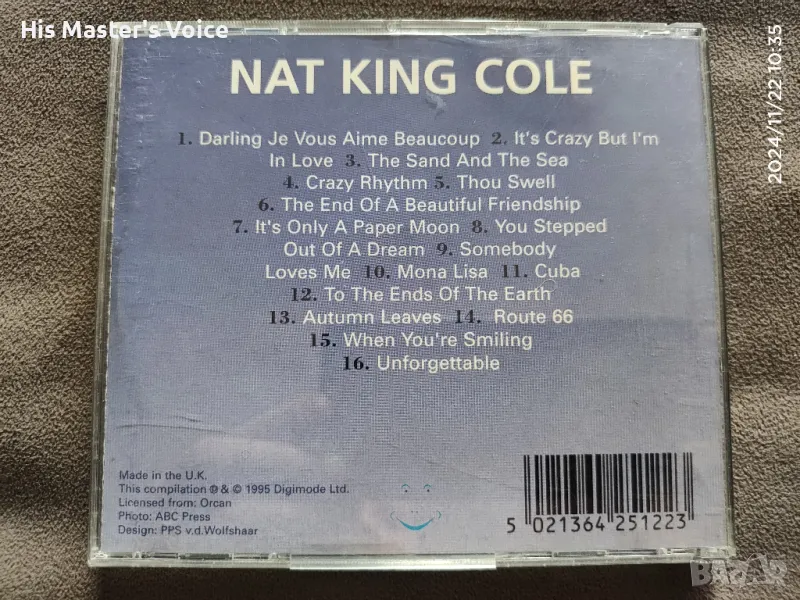 His Master's Voice
NAT KING COLE
1. Darling Je Vous Aime Beaucoup 2. It's Crazy But I'm
In Love 3. The Sand And The Sea
4. Crazy Rhythm 5. Thou Swell
6. The End Of A Beautiful Friendship
7. It's Only A Paper Moon 8. You Stepped
Out Of A Dream 9. Somebody
Loves Me 10. Mona Lisa 11. Cuba
12. To The Ends Of The Earth
13. Autumn Leaves 14. Route 66
15. When You're Smiling
16. Unforgettable
Made in the U.K.
This compilation ℗ & © 1995 Digimode Ltd.
Licensed from: Orcan
Photo: ABC Press
Design: PPS v.d.Wolfshaar
5 021364 251223
2024/11/22 10:35
BAZAR